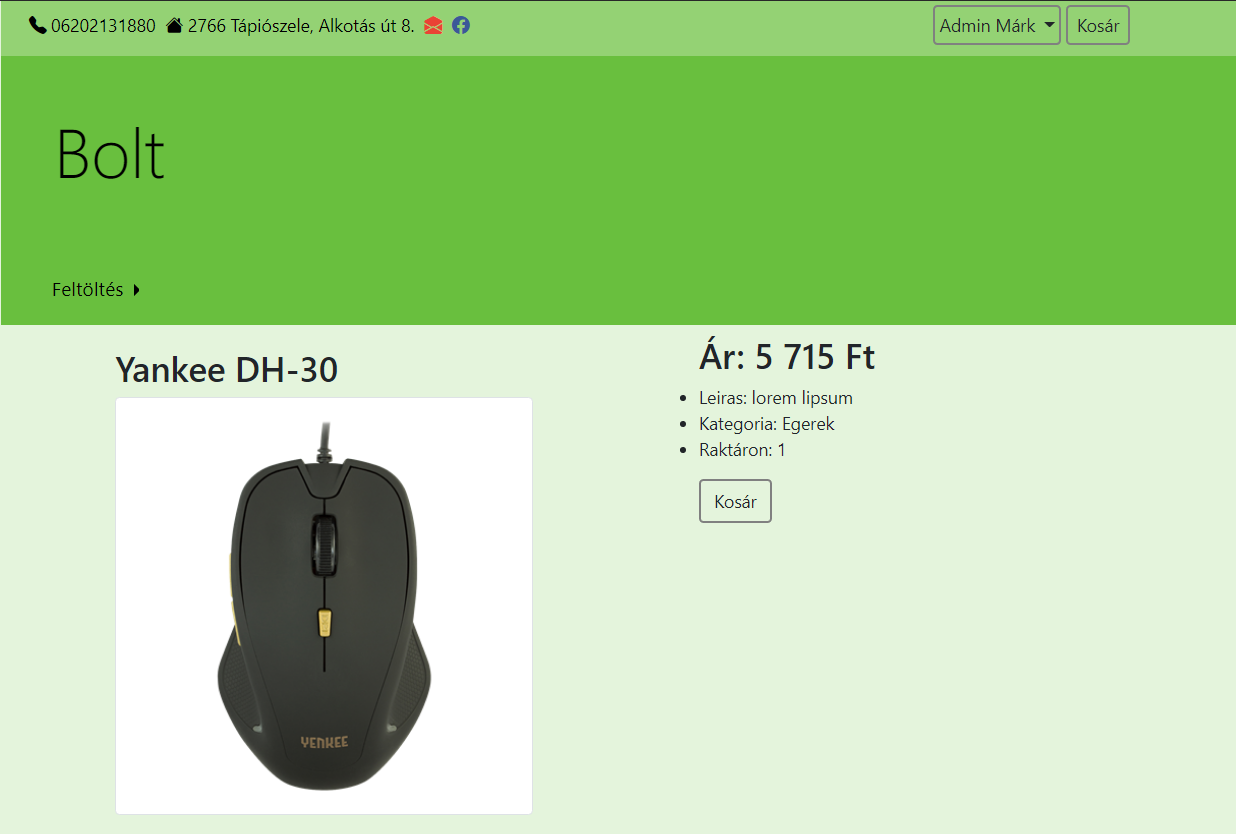 06202131880 2766 Tápiószele, Alkotás út 8. Admin Márk Kosár
Bolt
Feltöltés
Yankee DH-30
YENKEE
Ár: 5 715 Ft
Leiras: lorem lipsum
Kategoria: Egerek
Raktáron: 1
Kosár